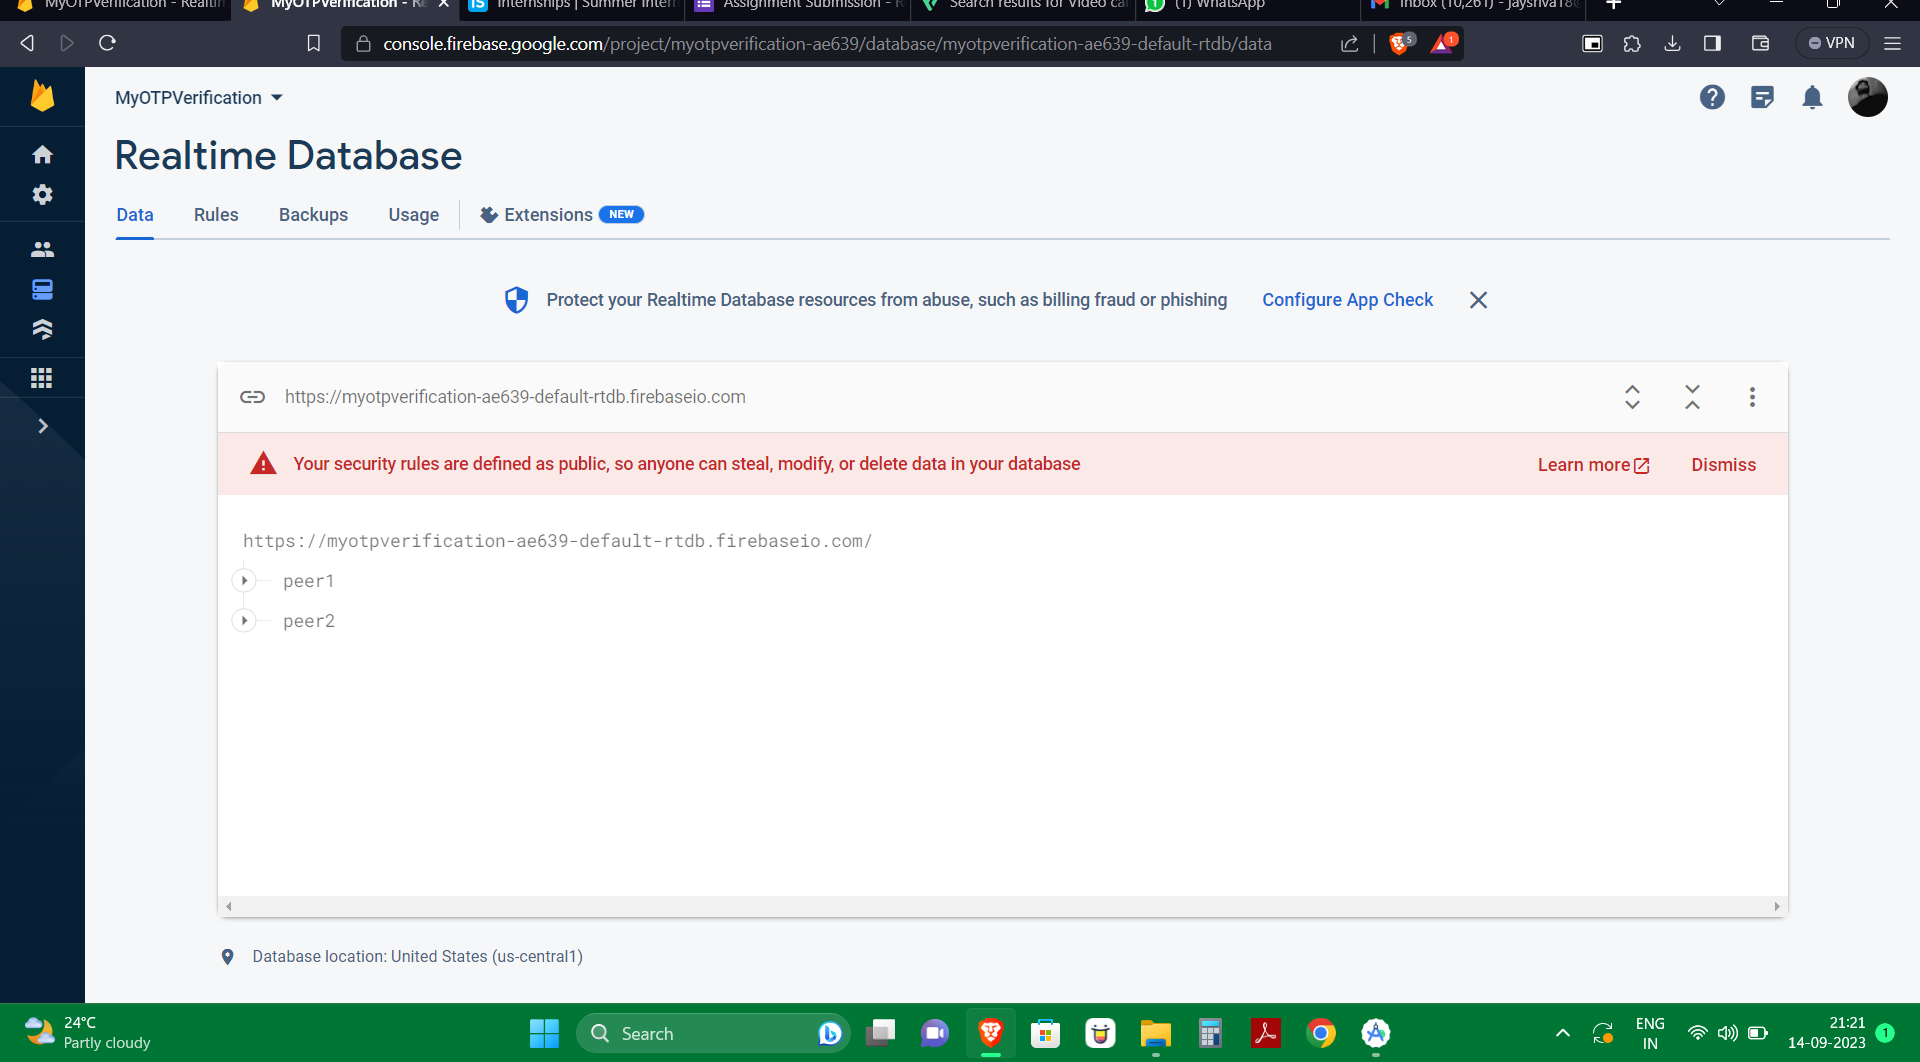 MyOTPVerification - Realtim
MyOTPVerification - Re
Internships | Summer Intern
Assignment Submission - R
Search results for Video ca
(1) WhatsApp
Inbox (10,261) - jaysriva18@
console.firebase.google.com/project/myotpverification-ae639/database/myotpverification-ae639-default-rtdb/data
5
1
VPN
MyOTPVerification
Realtime Database
Data
Rules
Backups
Usage
Extensions NEW
Protect your Realtime Database resources from abuse, such as billing fraud or phishing
Configure App Check
https://myotpverification-ae639-default-rtdb.firebaseio.com
Your security rules are defined as public, so anyone can steal, modify, or delete data in your database
Learn more
Dismiss
https://myotpverification-ae639-default-rtdb.firebaseio.com/
peer1
peer2
Database location: United States (us-central1)
24°C
Partly cloudy
Search
ENG
IN
21:21
14-09-2023
1